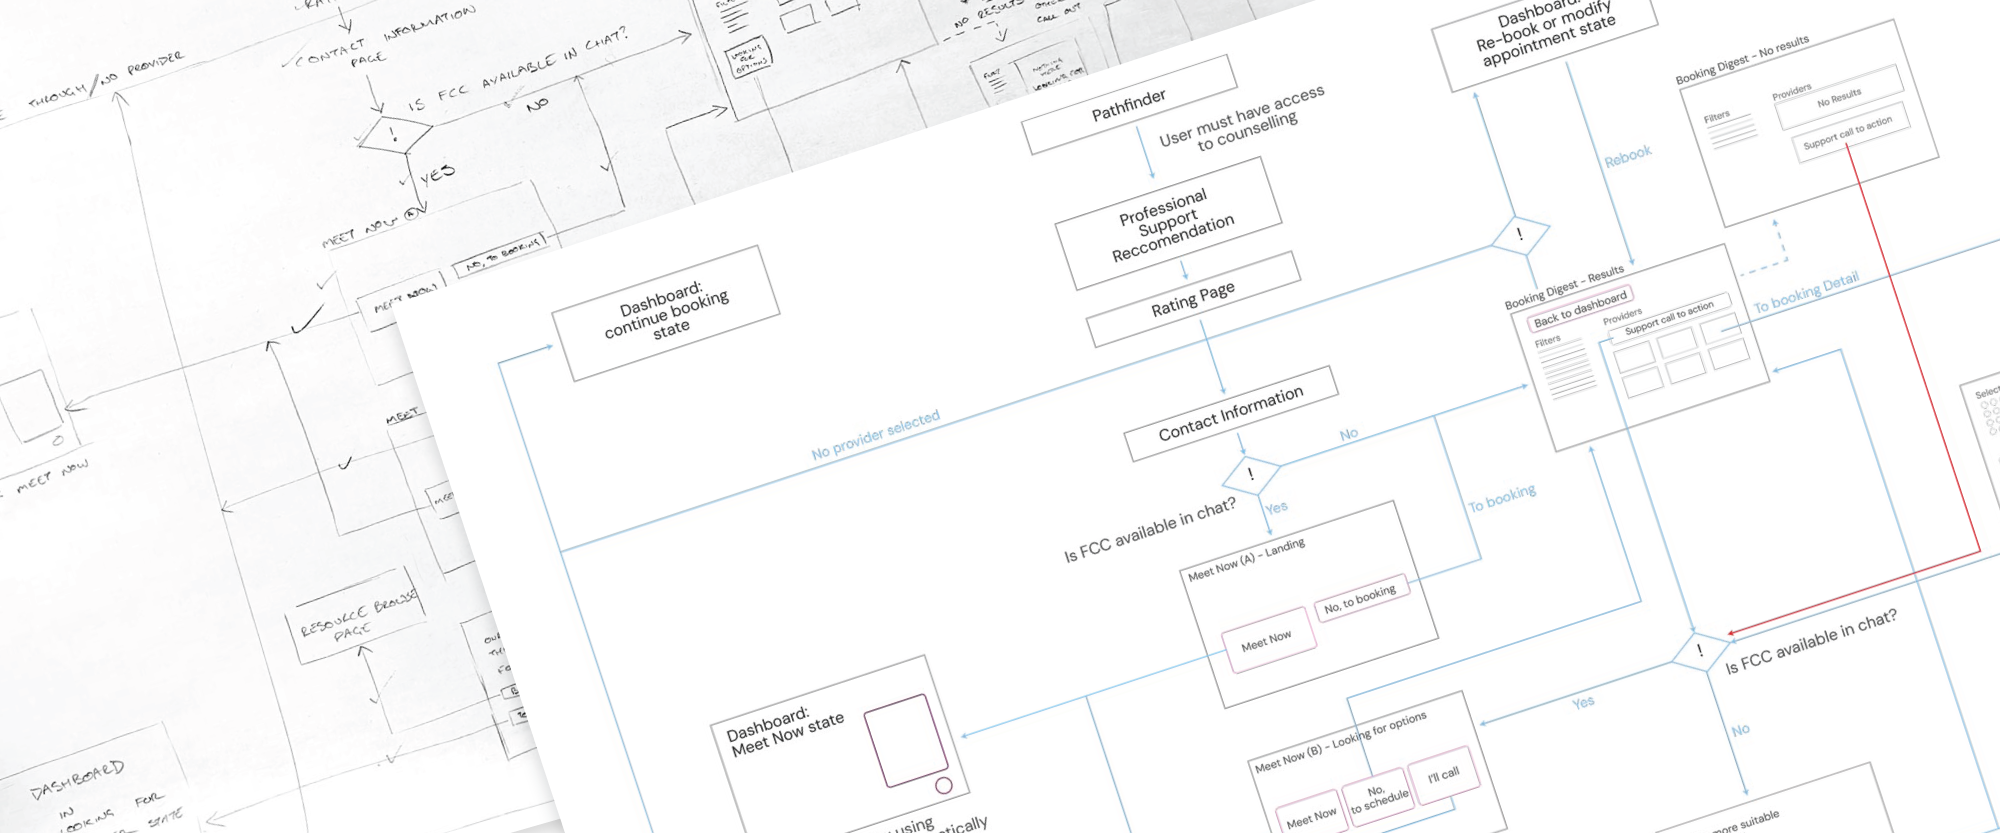 CONTACT INFORMATION
PAGE
THROUGH/NO PROVIDER
IS FCC AVAILABLE IN CHAT?
NO
YES
MEET NOW A
NO, TO BOOKING
MEET NOW
MEET
MEET NOW
RESOURCE BROWSE
PAGE
DASHBOARD
IN
LOOKING FOR
STATE
LOOKING
FOR
OPTIONS
NO RESULTS
CALL OUT
Pathfinder
User must have access
to counselling
Professional
Support
Reccomendation
Rating Page
Contact Information
Dashboard:
continue booking
state
No provider selected
!
No
Yes
Is FCC available in chat?
To booking
Meet Now (A) – Landing
Meet Now
No, to booking
Dashboard:
Meet Now state
using
Meet Now (B) – Looking for options
Meet Now
No,
to schedule
I'll call
Dashboard:
Re-book or modify
appointment state
Rebook
!
Booking Digest – No results
Filters
Providers
No Results
Support call to action
Booking Digest – Results
Back to dashboard
Filters
Providers
Support call to action
To booking Detail
Select
!
Is FCC available in chat?
Yes
No
more suitable